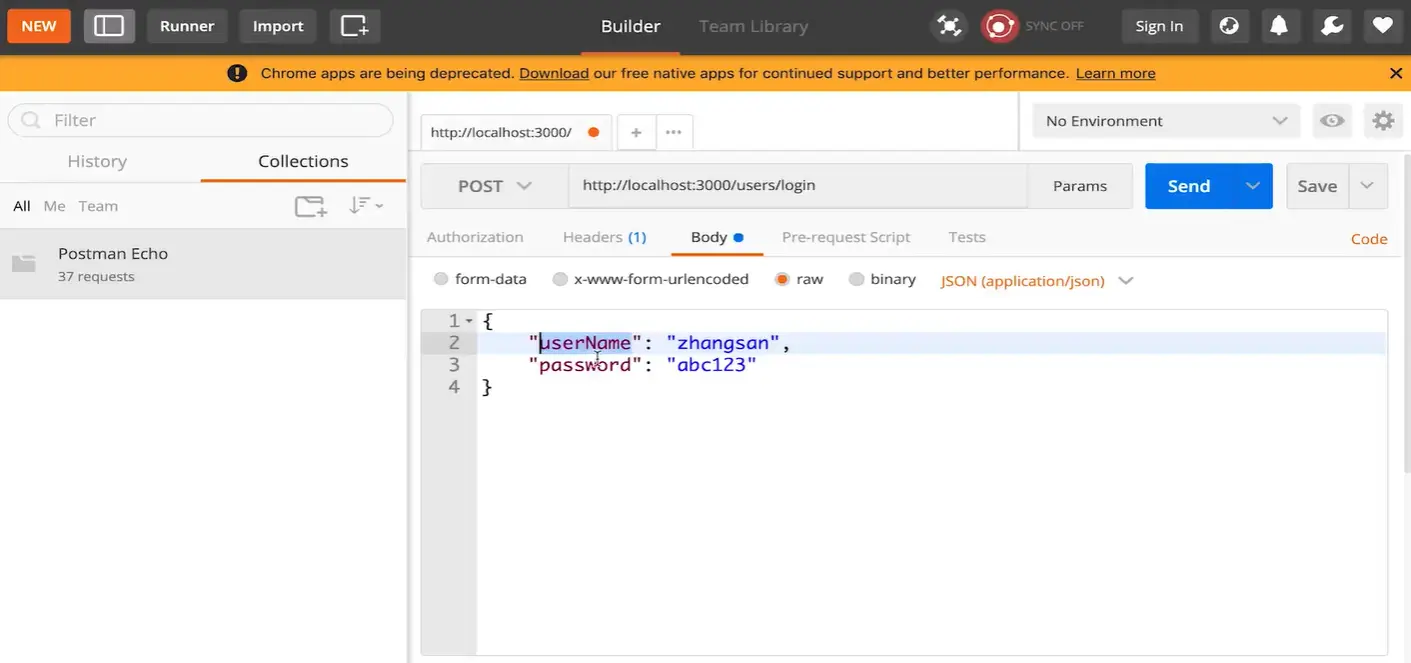 NEW Runner Import Builder Team Library SYNC OFF Sign In
Chrome apps are being deprecated. Download our free native apps for continued support and better performance. Learn more
Filter
History Collections
All Me Team
Postman Echo
37 requests
http://localhost:3000/
No Environment
POST http://localhost:3000/users/login Params Send Save
Authorization Headers (1) Body Pre-request Script Tests Code
form-data x-www-form-urlencoded raw binary JSON (application/json)
1 {
2 "userName": "zhangsan",
3 "password": "abc123"
4 }